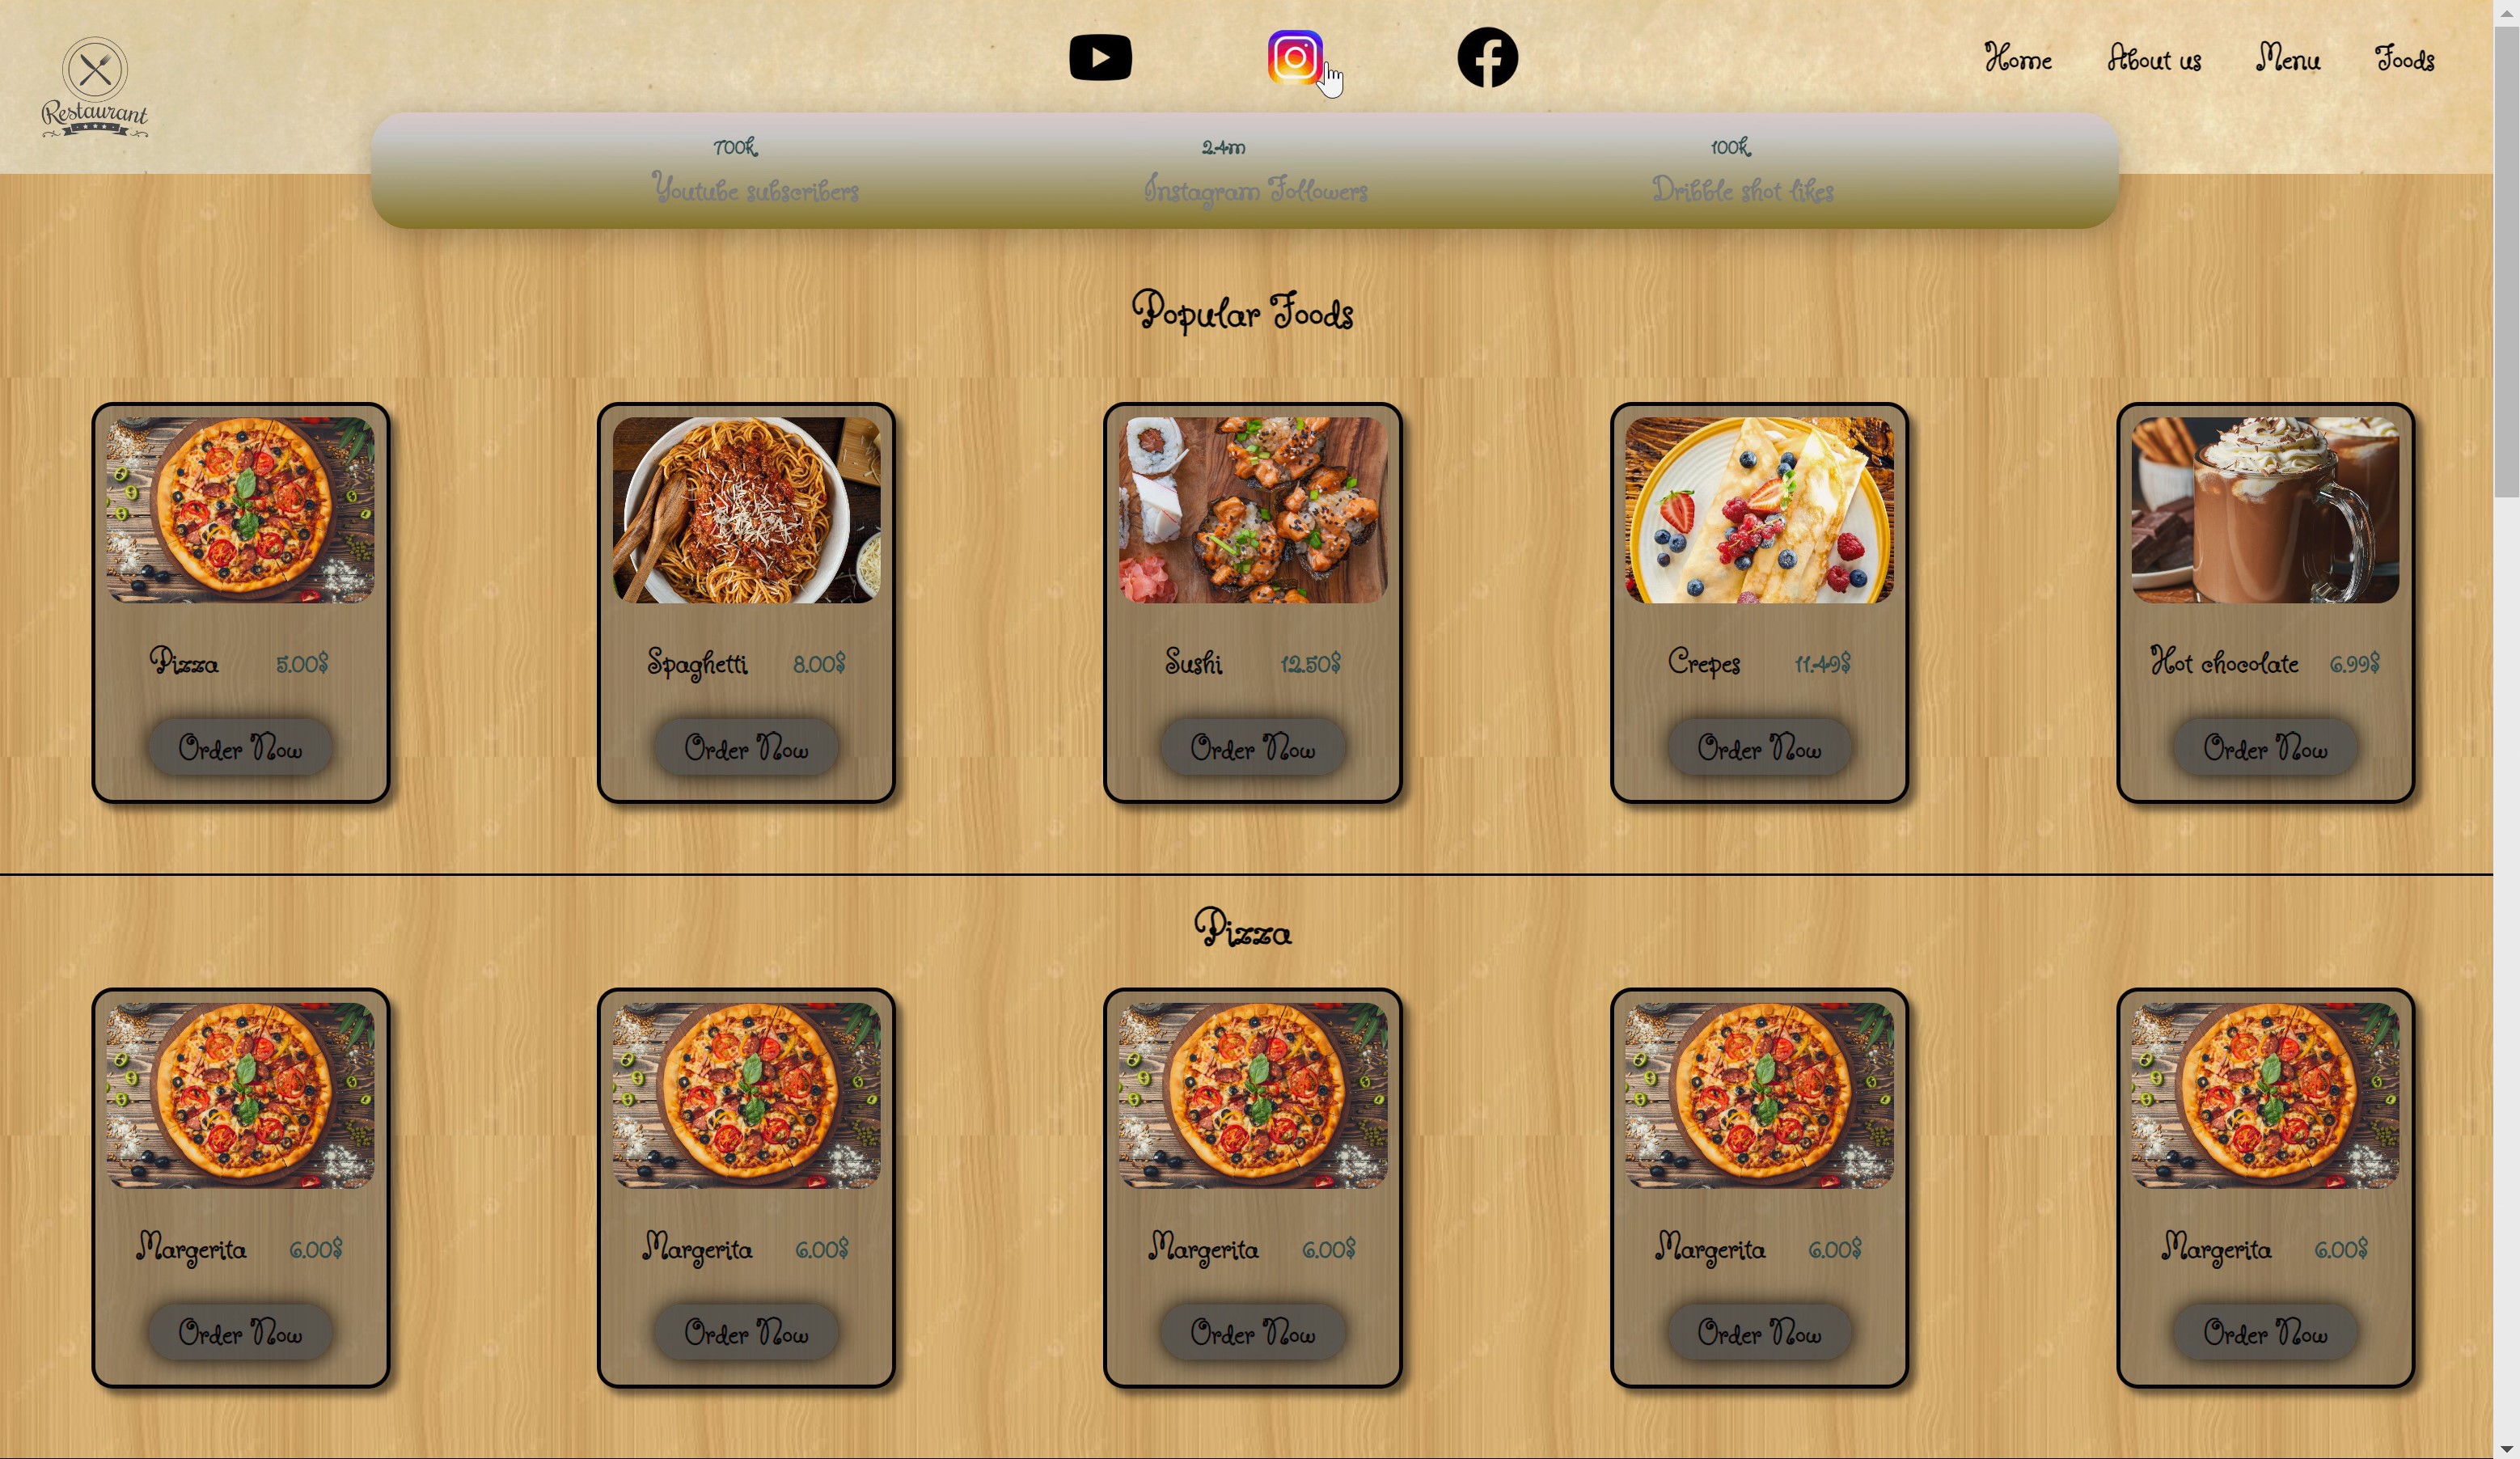 Restaurant
Home About us Menu Foods
700k 2.4m 100k
Youtube subscribers Instagram Followers Dribble shot likes
Popular Foods
Pizza 5.00$ Spaghetti 8.00$ Sushi 12.50$ Crepes 11.49$ Hot chocolate 6.99$
Order Now Order Now Order Now Order Now Order Now
Pizza
Margerita 6.00$ Margerita 6.00$ Margerita 6.00$ Margerita 6.00$ Margerita 6.00$
Order Now Order Now Order Now Order Now Order Now